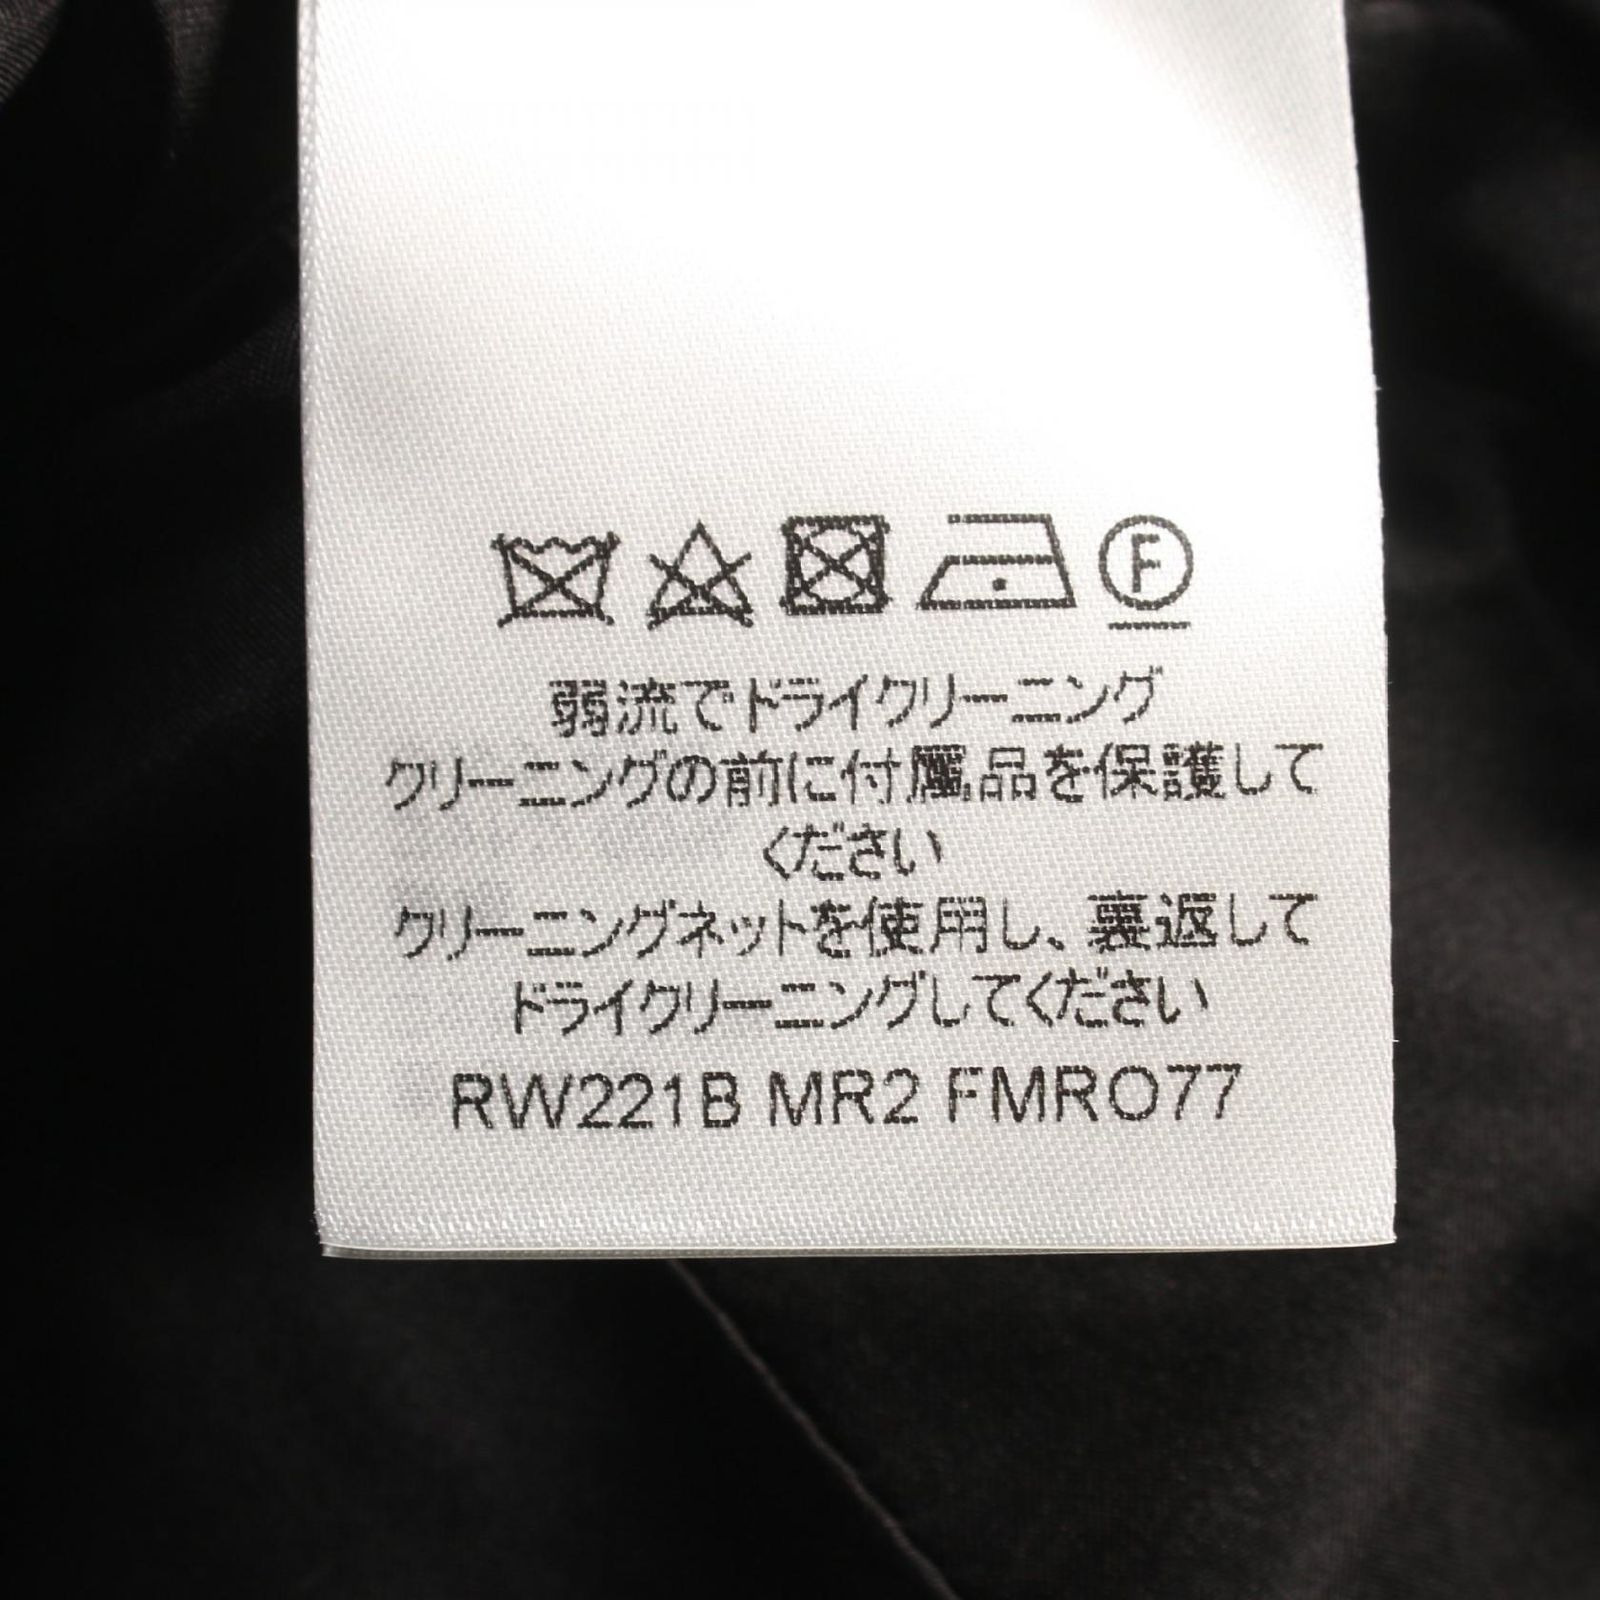 F
弱流でドライクリーニング
クリーニングの前に付属品を保護して
ください
クリーニングネットを使用し、裏返して
ドライクリーニングしてください
RW221B MR2 FMRO77